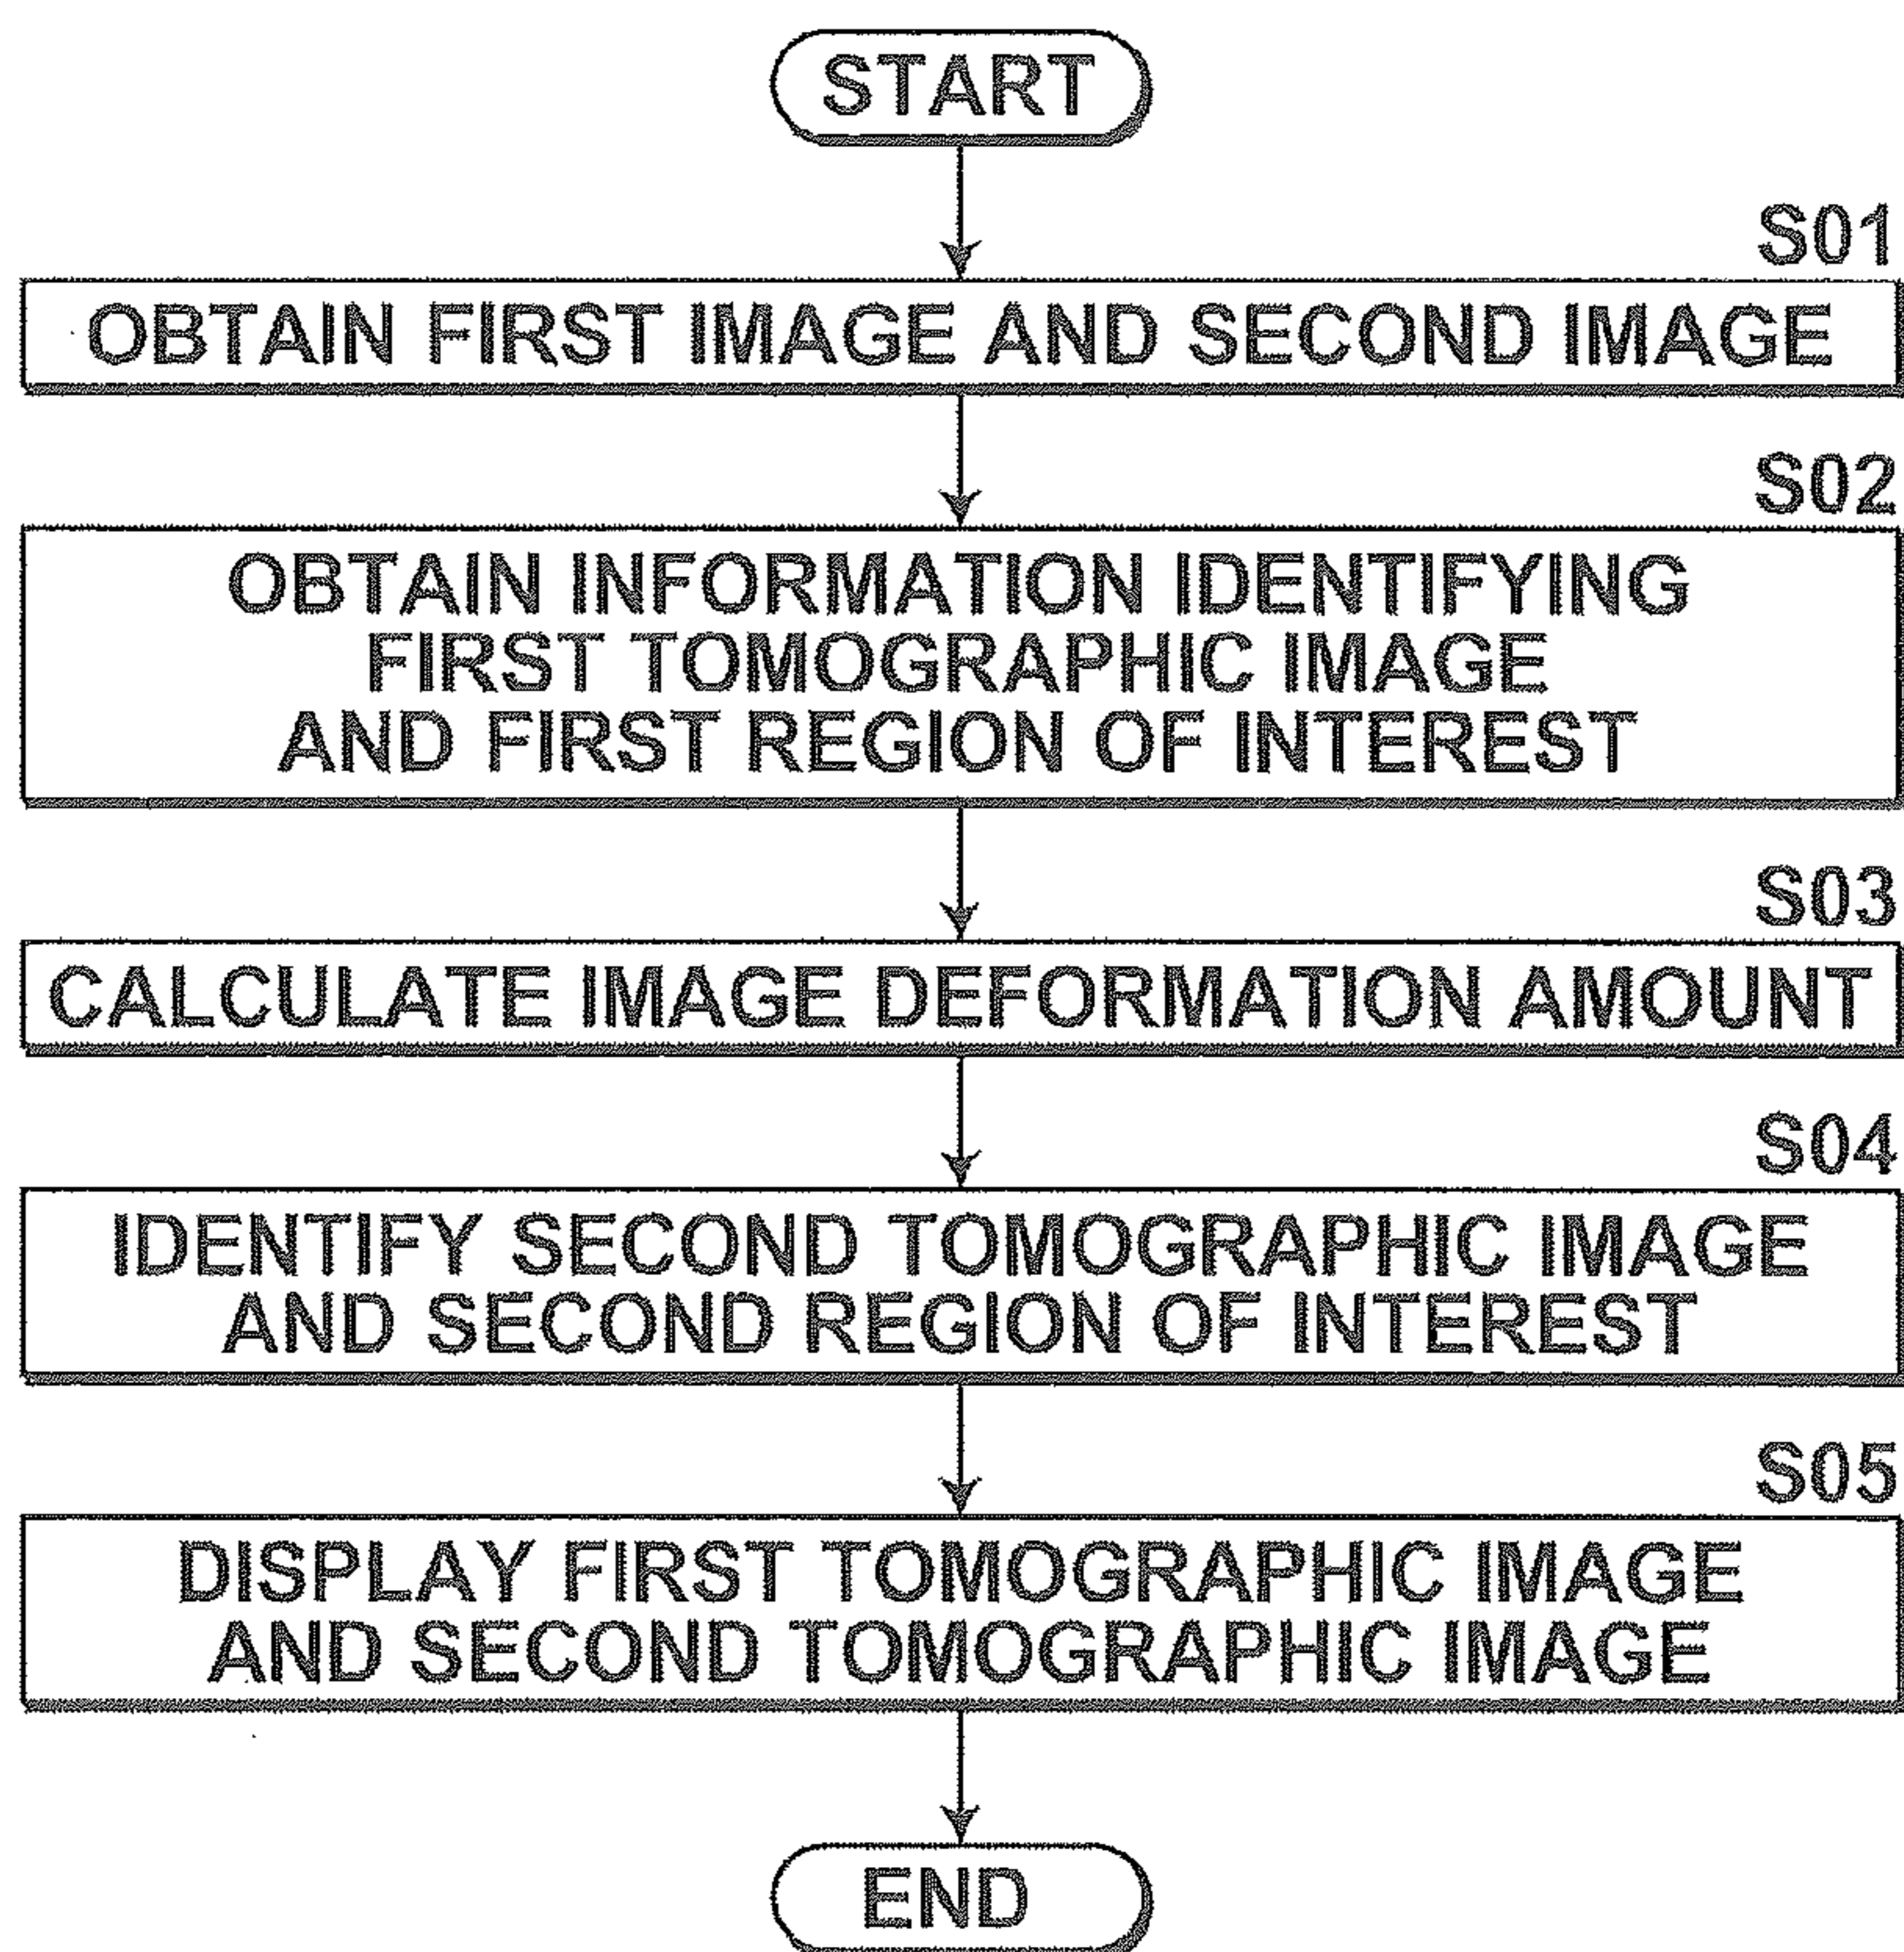 START
S01
OBTAIN FIRST IMAGE AND SECOND IMAGE
S02
OBTAIN INFORMATION IDENTIFYING
FIRST TOMOGRAPHIC IMAGE
AND FIRST REGION OF INTEREST
S03
CALCULATE IMAGE DEFORMATION AMOUNT
S04
IDENTIFY SECOND TOMOGRAPHIC IMAGE
AND SECOND REGION OF INTEREST
S05
DISPLAY FIRST TOMOGRAPHIC IMAGE
AND SECOND TOMOGRAPHIC IMAGE
END